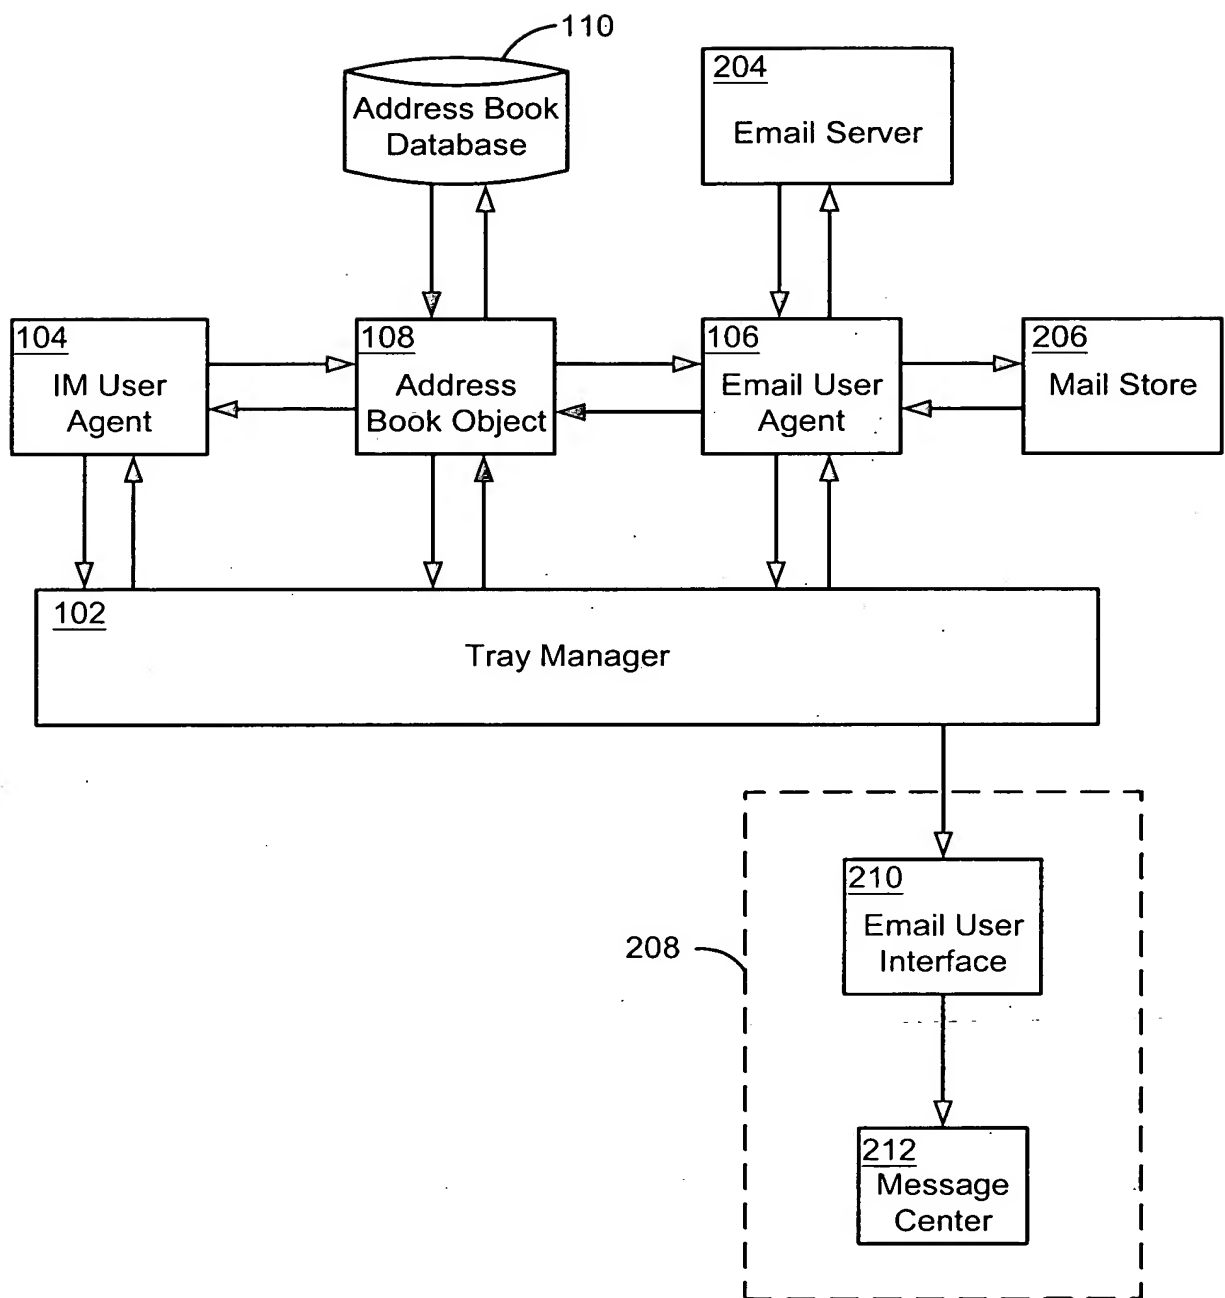 110
Address Book
Database
204
Email Server
104
IM User
Agent
108
Address
Book Object
106
Email User
Agent
206
Mail Store
102
Tray Manager
208
210
Email User
Interface
212
Message
Center